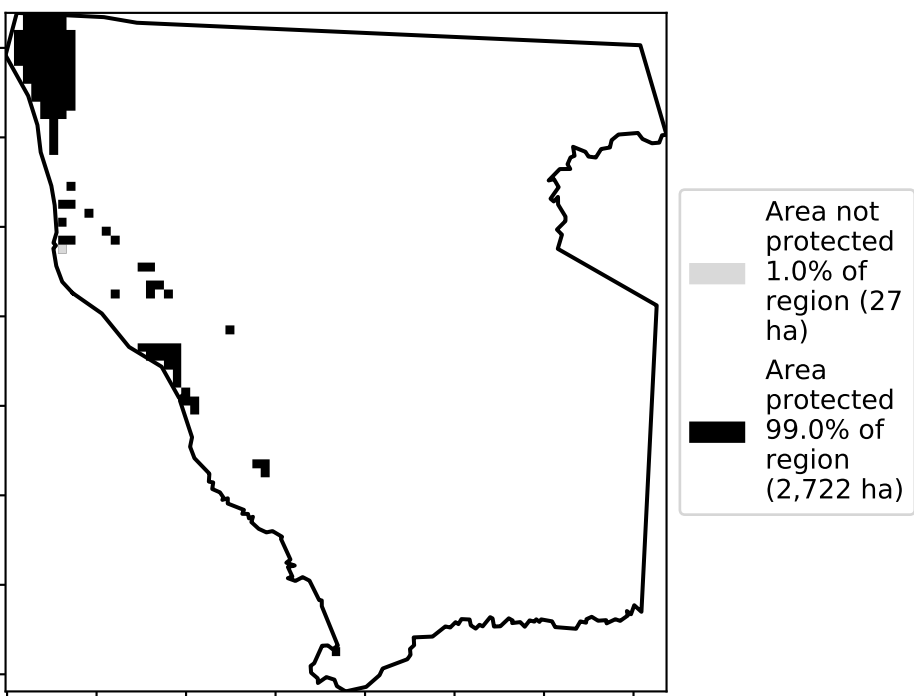 Area not
protected
1.0% of
region (27
ha)
Area
protected
99.0% of
region
(2,722 ha)